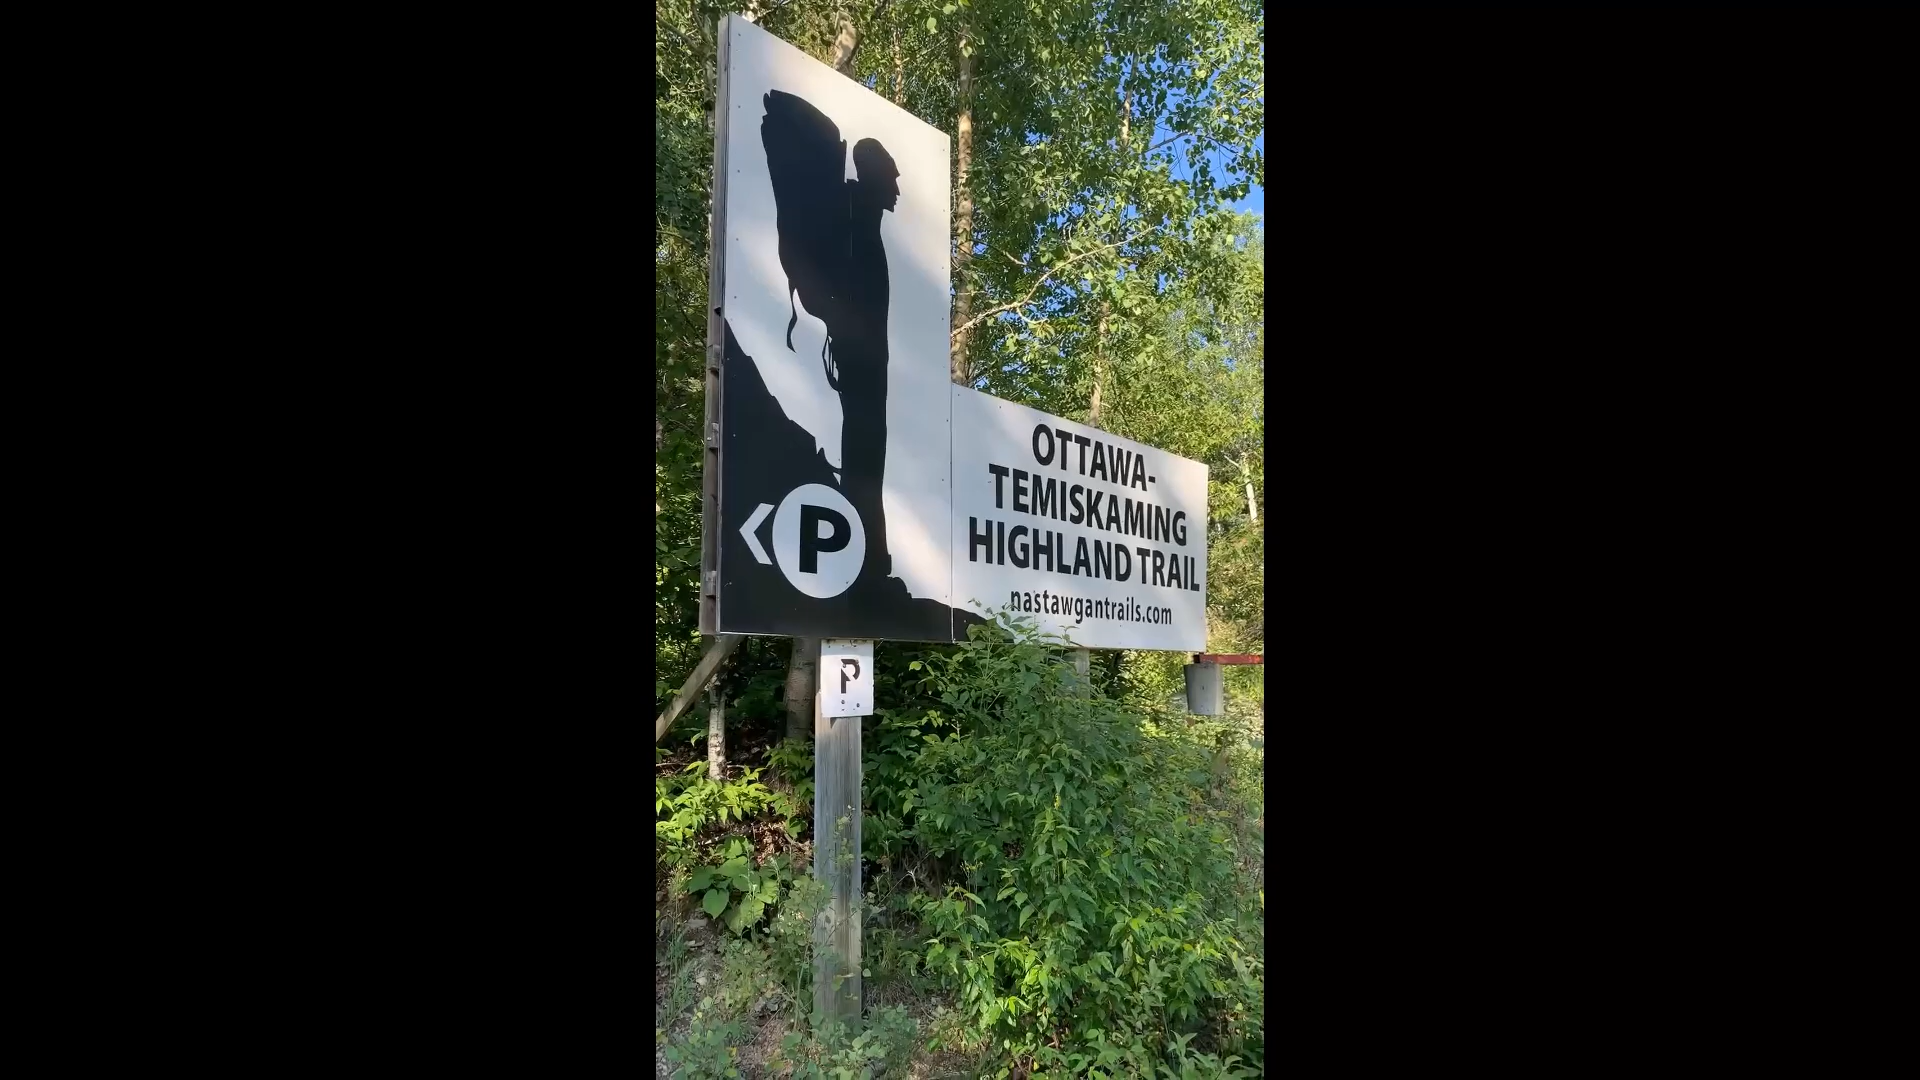 P
OTTAWA-
TEMISKAMING
HIGHLAND TRAIL
nastawgantrails.com
P